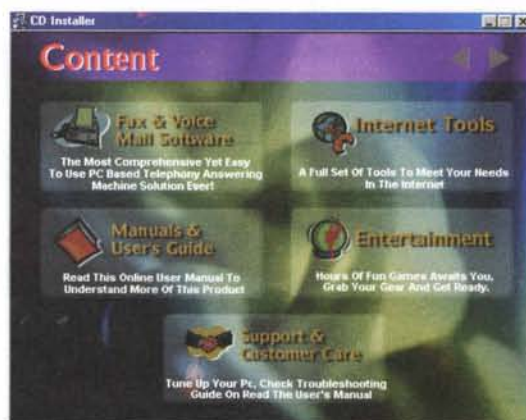 CD Installer
Content
Fax & Voice
Mail Software
The Most Comprehensive Yet Easy
To Use PC Based Telephony Answering
Machine Solution Ever!
Internet Tools
A Full Set Of Tools To Meet Your Needs
In The Internet
Manuals &
User's Guide
Read This Online User Manual To
Understand More Of This Product
Entertainment
Hours Of Fun Games Awaits You,
Grab Your Gear And Get Ready.
Support &
Customer Care
Tune Up Your Pc, Check Troubleshooting
Guide On Read The User's Manual